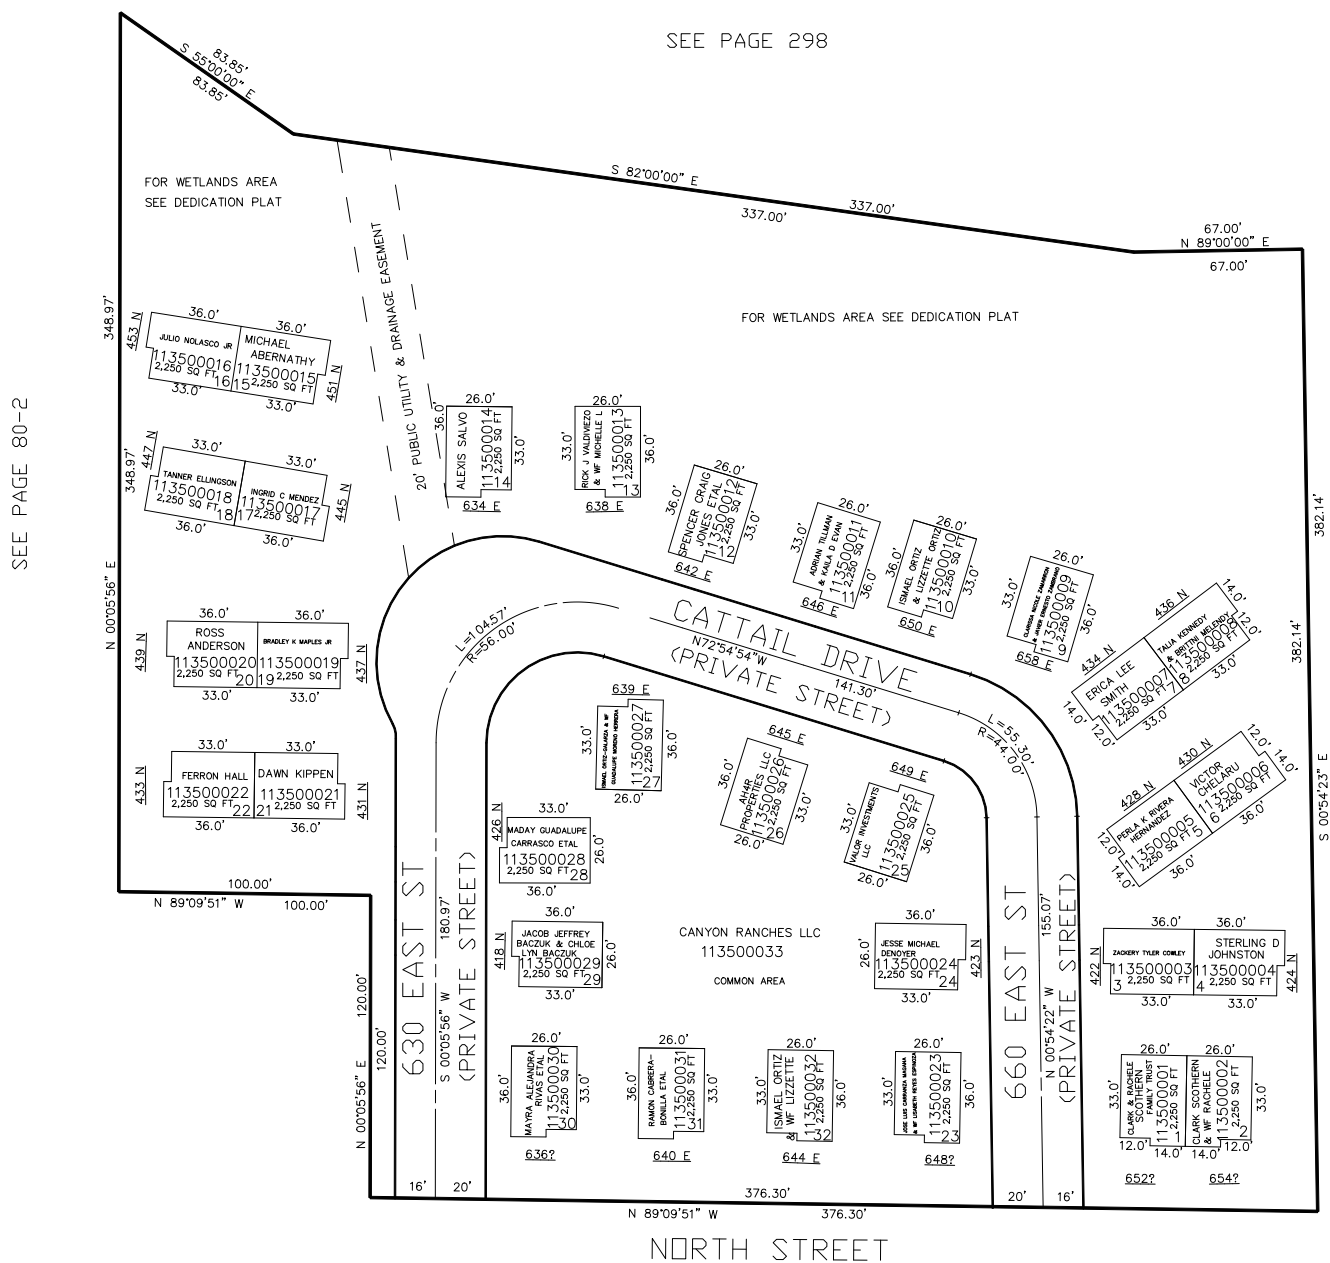 SEE PAGE 298
83.85'
S 55°00'00" E
83.85'
S 82°00'00" E
337.00'
337.00'
67.00'
N 89°00'00" E
67.00'
FOR WETLANDS AREA
SEE DEDICATION PLAT
20' PUBLIC UTILITY & DRAINAGE EASEMENT
FOR WETLANDS AREA SEE DEDICATION PLAT
SEE PAGE 80-2
348.97'
348.97'
N 00°05'56" E
382.14'
382.14'
S 00°54'23" E
453 N
36.0'
JULIO NOLASCO JR
113500016
2,250 SQ FT
16
33.0'
36.0'
MICHAEL
ABERNATHY
113500015
2,250 SQ FT
15
33.0'
451 N
447 N
33.0'
TANNER ELLINGSON
113500018
2,250 SQ FT
18
36.0'
33.0'
INGRID C MENDEZ
113500017
2,250 SQ FT
17
36.0'
445 N
26.0'
36.0'
ALEXIS SALVO
113500014
2,250 SQ FT
14
33.0'
634 E
26.0'
33.0'
RICK J VALDIVIEZO
& WF MICHELLE L
113500013
2,250 SQ FT
13
36.0'
638 E
26.0'
36.0'
SPENCER CRAIG
JONES ETAL
113500012
2,250 SQ FT
12
33.0'
642 E
26.0'
33.0'
ADRIAN TILLMAN
& KAILA D EVAN
113500011
2,250 SQ FT
11
36.0'
646 E
26.0'
36.0'
ISMAEL ORTIZ
& LIZZETTE ORTIZ
113500010
2,250 SQ FT
10
33.0'
650 E
26.0'
33.0'
CLARISSA NICOLE ZAMARRON
& JAVIER ERNESTO ZAMBRANO
113500009
2,250 SQ FT
9
36.0'
658 E
434 N
ERICA LEE
SMITH
113500007
2,250 SQ FT
7
14.0'
12.0'
33.0'
436 N
TALIA KENNEDY
& BRITTNI MELENDY
113500008
2,250 SQ FT
8
14.0'
12.0'
33.0'
439 N
36.0'
ROSS
ANDERSON
113500020
2,250 SQ FT
20
33.0'
36.0'
BRADLEY K MAPLES JR
113500019
2,250 SQ FT
19
33.0'
437 N
L=104.57'
R=56.00'
CATTAIL DRIVE
N72°54'54"W
141.30'
(PRIVATE STREET)
L=55.30'
R=44.00'
433 N
33.0'
FERRON HALL
113500022
2,250 SQ FT
22
36.0'
33.0'
DAWN KIPPEN
113500021
2,250 SQ FT
21
36.0'
431 N
639 E
33.0'
ISMAEL ORTIZ-GALARZA & WF
GUADALUPE MORENO HERRERA
113500027
2,250 SQ FT
27
36.0'
26.0'
645 E
36.0'
AH4R
PROPERTIES LLC
113500026
2,250 SQ FT
26
33.0'
26.0'
649 E
33.0'
VALOR INVESTMENTS
LLC
113500025
2,250 SQ FT
25
36.0'
26.0'
428 N
PERLA K RIVERA
HERNANDEZ
113500005
2,250 SQ FT
5
12.0'
14.0'
36.0'
430 N
VICTOR
CHELARU
113500006
2,250 SQ FT
6
12.0'
14.0'
36.0'
426 N
33.0'
MADAY GUADALUPE
CARRASCO ETAL
113500028
2,250 SQ FT
28
26.0'
36.0'
100.00'
N 89°09'51" W
100.00'
418 N
36.0'
JACOB JEFFREY
BACZUK & CHLOE
LYN BACZUK
113500029
2,250 SQ FT
29
26.0'
33.0'
CANYON RANCHES LLC
113500033
COMMON AREA
36.0'
26.0'
JESSE MICHAEL
DENOYER
113500024
2,250 SQ FT
24
33.0'
423 N
422 N
36.0'
ZACKERY TYLER COWLEY
113500003
2,250 SQ FT
3
33.0'
36.0'
STERLING D
JOHNSTON
113500004
2,250 SQ FT
4
33.0'
424 N
630 EAST ST
180.97'
S 00°05'56" W
(PRIVATE STREET)
660 EAST ST
155.07'
N 00°54'22" W
(PRIVATE STREET)
120.00'
120.00'
N 00°05'56" E
26.0'
36.0'
MAYRA ALEJANDRA
RIVAS ETAL
113500030
2,250 SQ FT
30
33.0'
636?
26.0'
36.0'
RAMON CABRERA-
BONILLA ETAL
113500031
2,250 SQ FT
31
33.0'
640 E
26.0'
33.0'
ISMAEL ORTIZ
& WF LIZZETTE
113500032
2,250 SQ FT
32
36.0'
644 E
26.0'
33.0'
JOSE LUIS CARRANZA MAGANA
& WF LISABETH REYES ESPINOZA
113500023
2,250 SQ FT
23
36.0'
648?
26.0'
33.0'
CLARK & RACHELE
SCOTHERN
FAMILY TRUST
113500001
2,250 SQ FT
1
12.0'
14.0'
652?
26.0'
CLARK SCOTHERN
& WF RACHELE
113500002
2,250 SQ FT
2
33.0'
14.0'
12.0'
654?
16'
20'
376.30'
20'
16'
N 89°09'51" W
376.30'
NORTH STREET